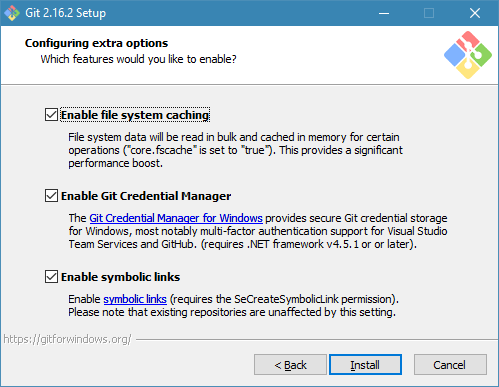 Git 2.16.2 Setup
Configuring extra options
Which features would you like to enable?
Enable file system caching
File system data will be read in bulk and cached in memory for certain
operations ("core.fscache" is set to "true"). This provides a significant
performance boost.
Enable Git Credential Manager
The Git Credential Manager for Windows provides secure Git credential storage
for Windows, most notably multi-factor authentication support for Visual Studio
Team Services and GitHub. (requires .NET framework v4.5.1 or or later).
Enable symbolic links
Enable symbolic links (requires the SeCreateSymbolicLink permission).
Please note that existing repositories are unaffected by this setting.
https://gitforwindows.org/
< Back Install Cancel